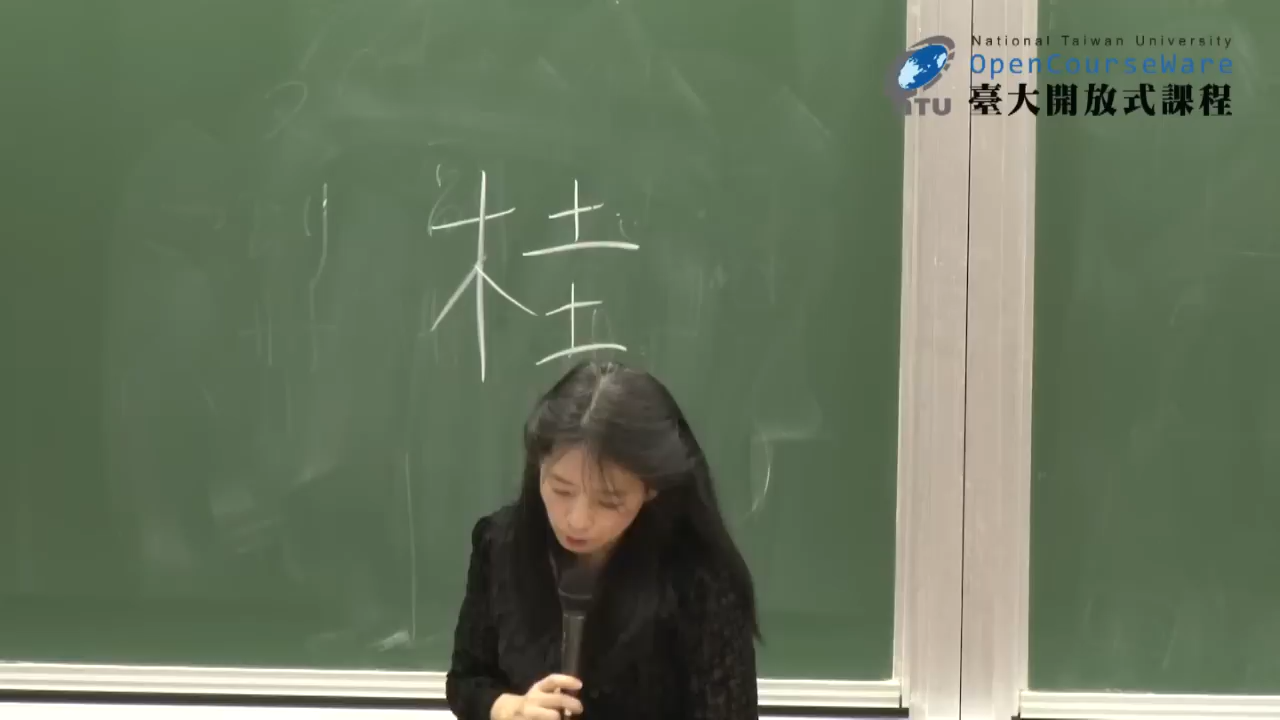 National Taiwan University
OpenCourseWare
NTU
臺大開放式課程
桂